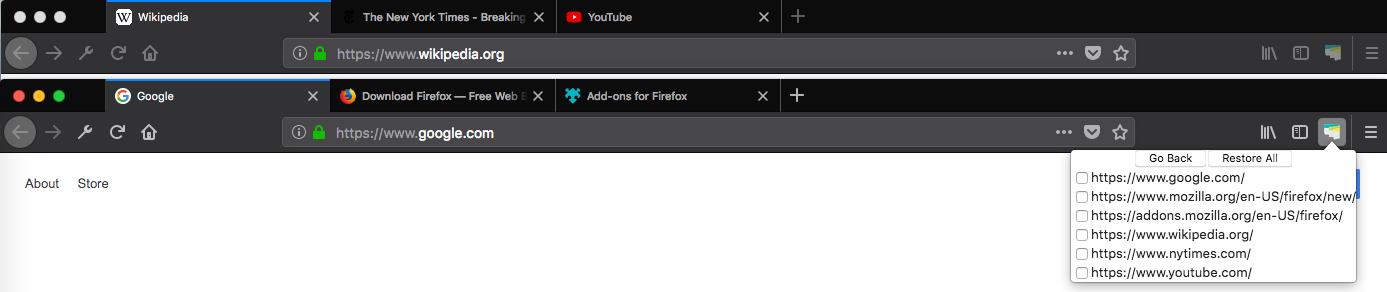 Wikipedia The New York Times - Breaking YouTube
https://www.wikipedia.org
Google Download Firefox — Free Web B Add-ons for Firefox
https://www.google.com
Go Back Restore All
About Store
https://www.google.com/
https://www.mozilla.org/en-US/firefox/new/
https://addons.mozilla.org/en-US/firefox/
https://www.wikipedia.org/
https://www.nytimes.com/
https://www.youtube.com/